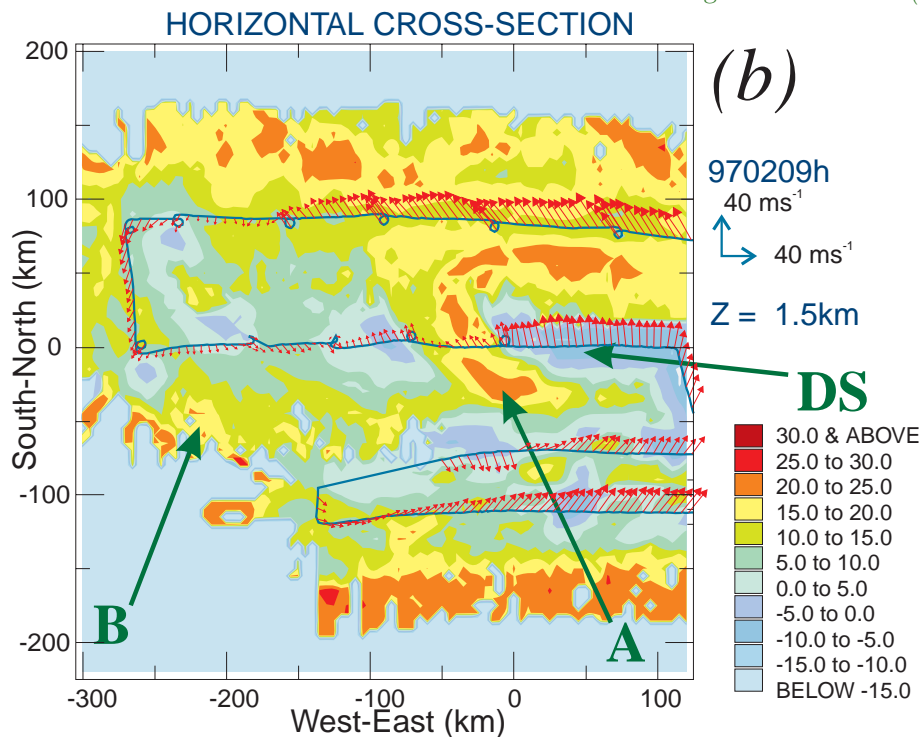 HORIZONTAL CROSS-SECTION
(b)
970209h
40 ms-1
40 ms-1
Z = 1.5km
DS
30.0 & ABOVE
25.0 to 30.0
20.0 to 25.0
15.0 to 20.0
10.0 to 15.0
5.0 to 10.0
0.0 to 5.0
-5.0 to 0.0
-10.0 to -5.0
-15.0 to -10.0
BELOW -15.0
South-North (km)
200
100
0
-100
-200
B
A
-300 -200 -100 0 100
West-East (km)